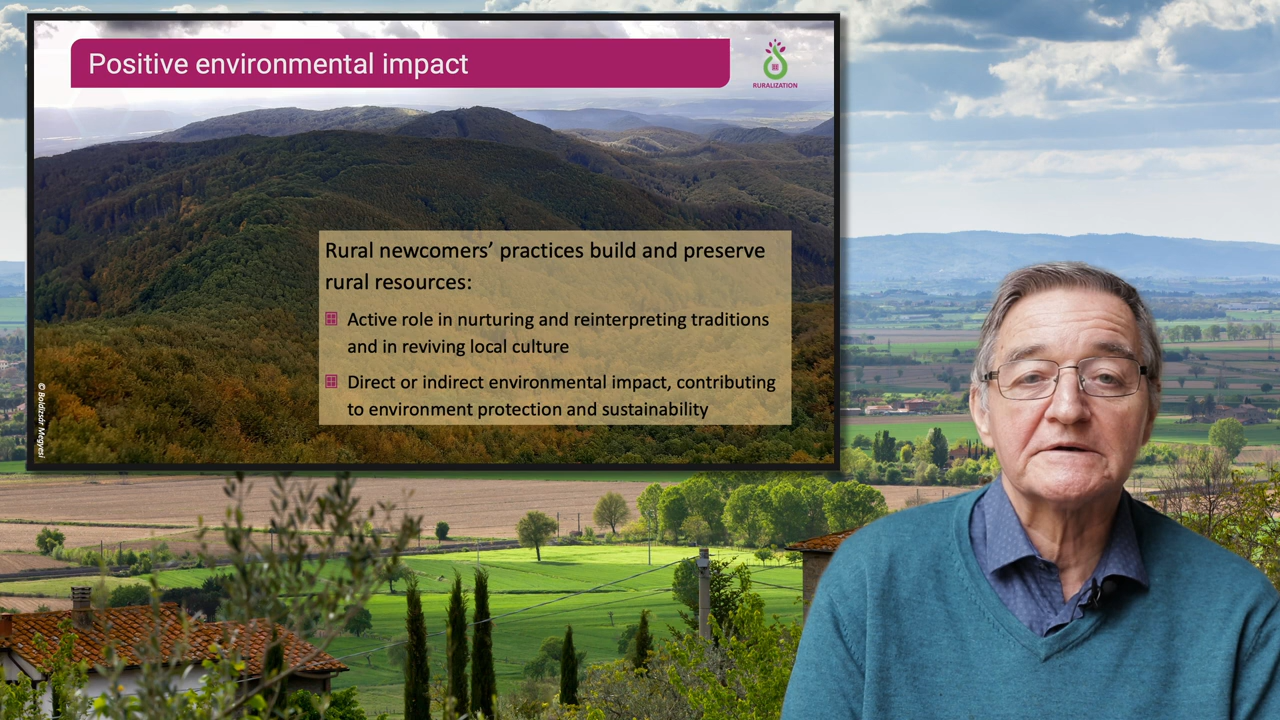 Positive environmental impact
RURALIZATION
Rural newcomers’ practices build and preserve
rural resources:
Active role in nurturing and reinterpreting traditions
and in reviving local culture
Direct or indirect environmental impact, contributing
to environment protection and sustainability
© Boldizsár Megyesi